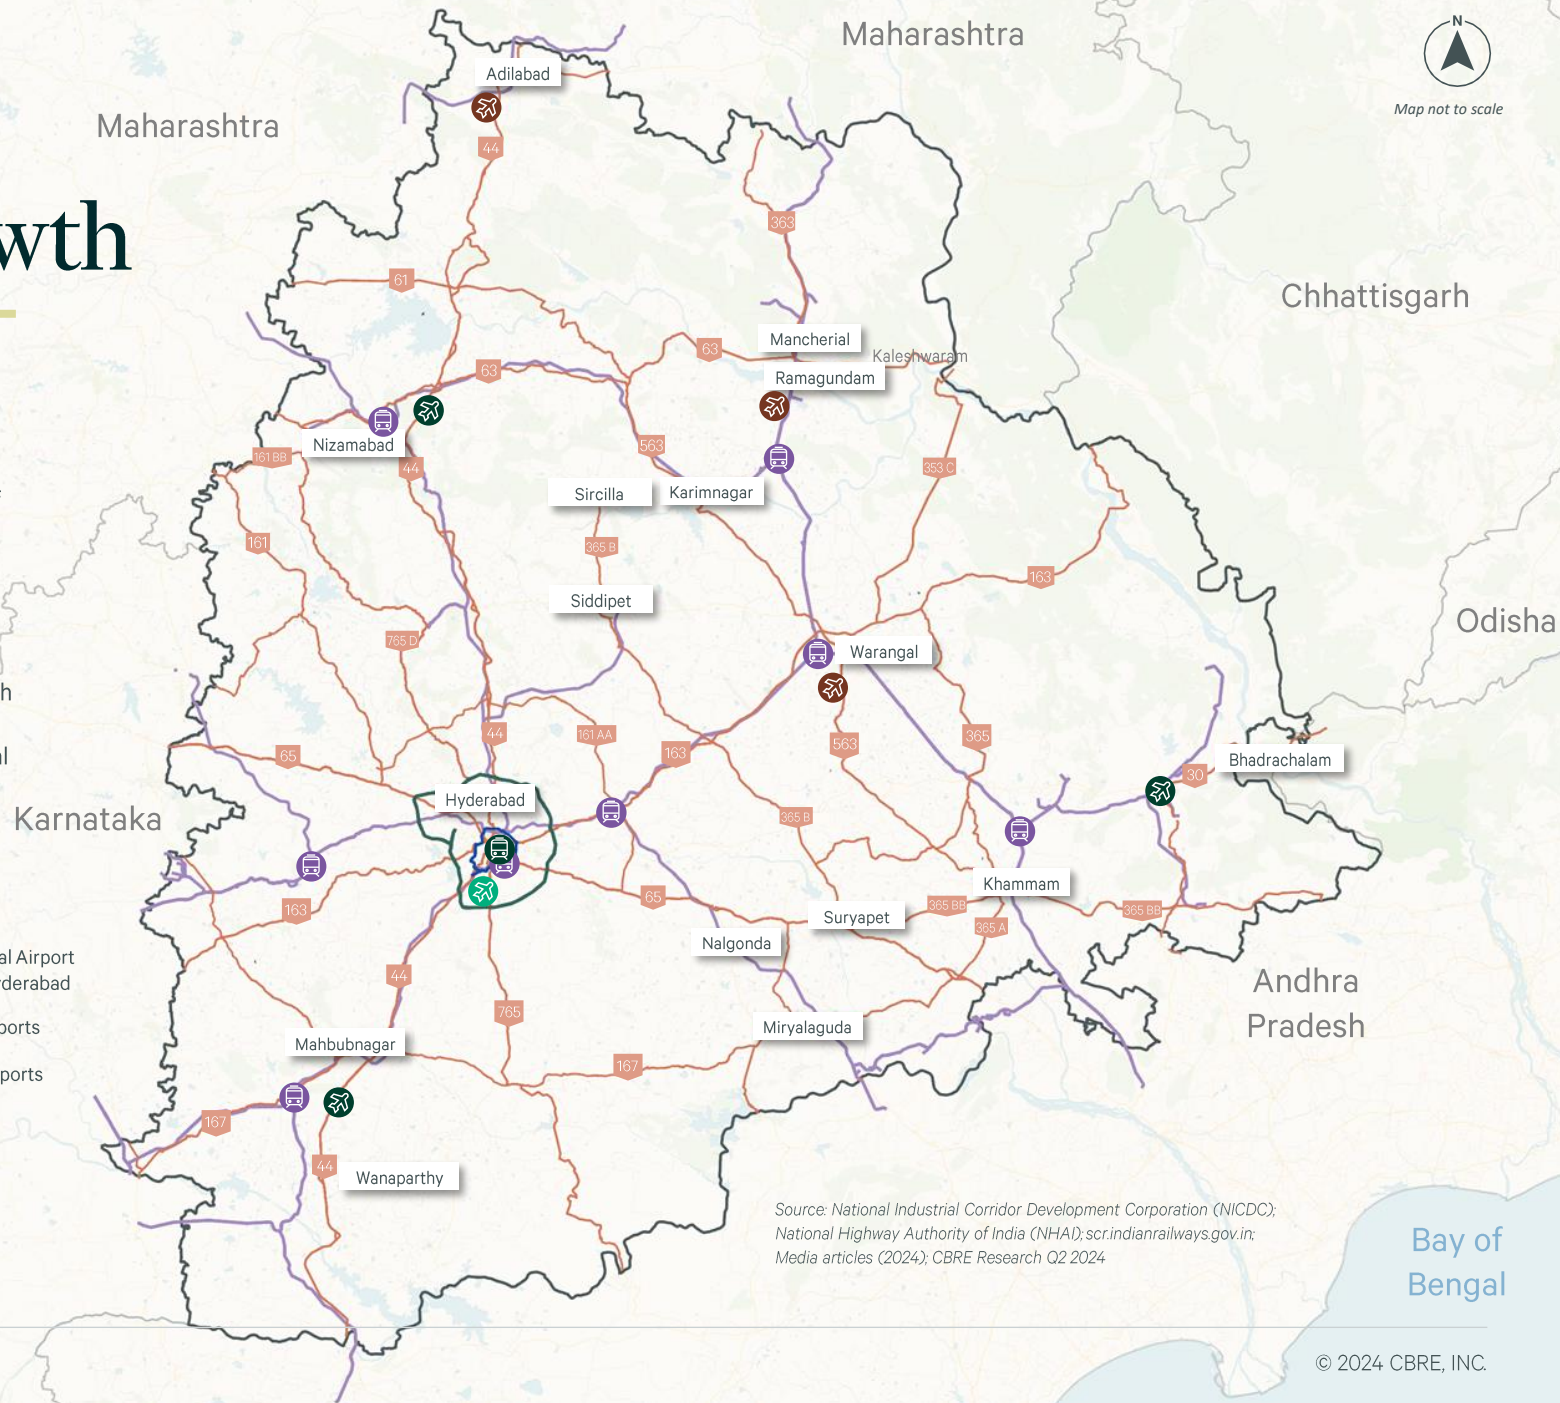 Maharashtra
N
Map not to scale
Maharashtra
Adilabad
44
363
wth
61
Chhattisgarh
Mancherial
63
Kaleshwaram
63
Ramagundam
Nizamabad
563
161 BB
44
353 C
Sircilla
Karimnagar
161
365 B
163
Siddipet
Odisha
765 D
Warangal
h
44
161 AA
365
563
163
65
al
Bhadrachalam
30
Hyderabad
Karnataka
365 B
Khammam
65
365 BB
365 BB
163
Suryapet
365 A
Nalgonda
al Airport
44
derabad
Andhra
Pradesh
765
ports
Miryalaguda
Mahbubnagar
167
ports
167
44
Wanaparthy
Source: National Industrial Corridor Development Corporation (NICDC);
National Highway Authority of India (NHAI); scr.indianrailways.gov.in;
Media articles (2024); CBRE Research Q2 2024
Bay of
Bengal
© 2024 CBRE, INC.